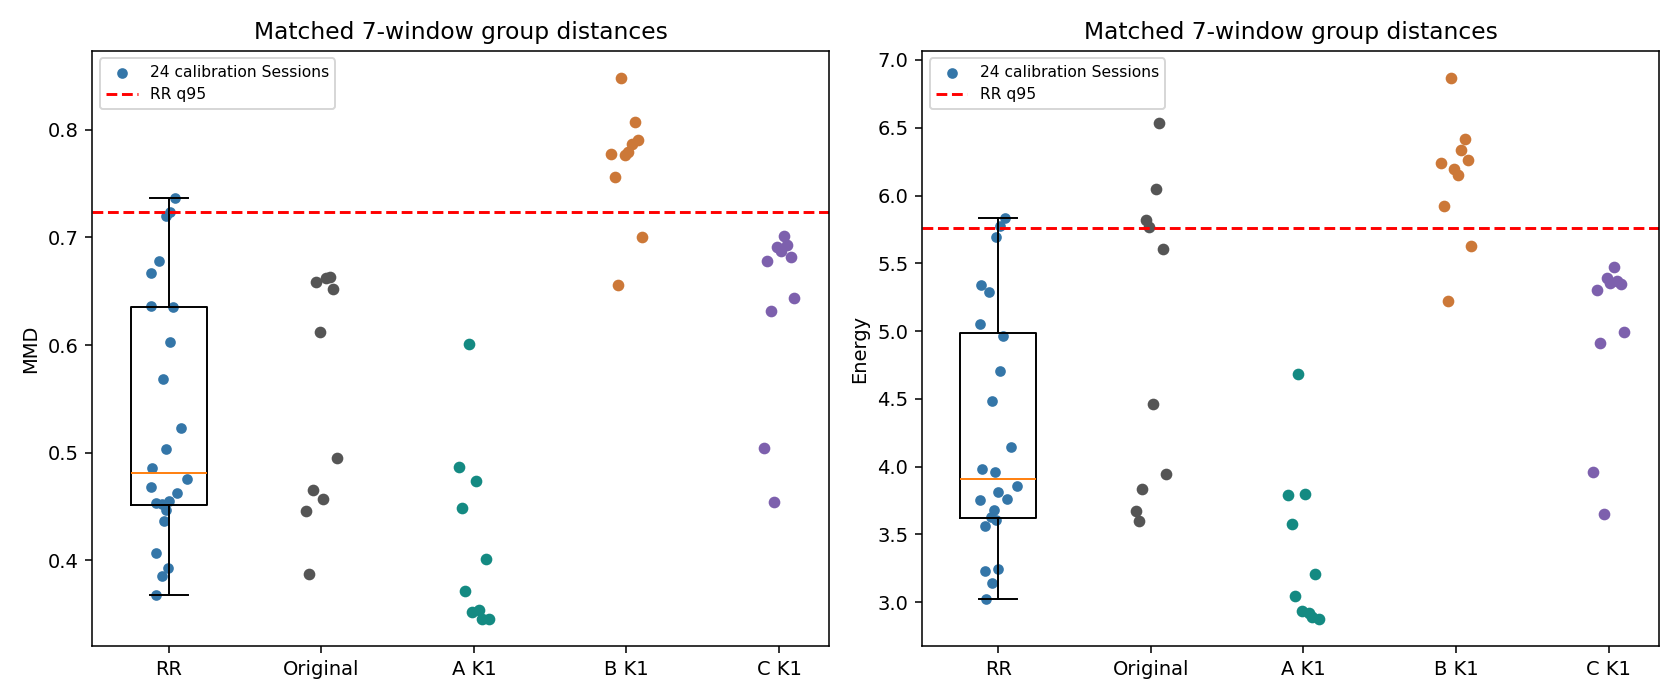 Matched 7-window group distances
24 calibration Sessions
RR q95
MMD
0.8
0.7
0.6
0.5
0.4
RR Original A K1 B K1 C K1
Matched 7-window group distances
24 calibration Sessions
RR q95
Energy
7.0
6.5
6.0
5.5
5.0
4.5
4.0
3.5
3.0
RR Original A K1 B K1 C K1